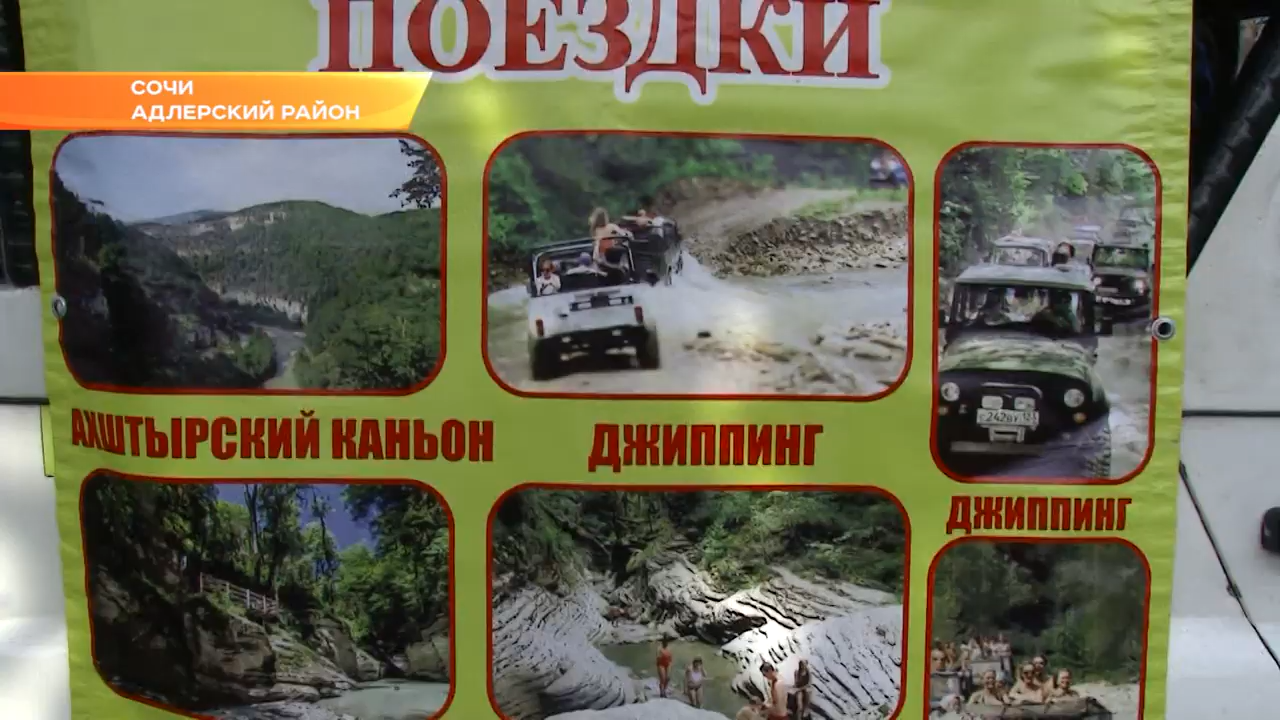 ПОЕЗДКИ
СОЧИ
АДЛЕРСКИЙ РАЙОН
АХШТЫРСКИЙ КАНЬОН
ДЖИППИНГ
ДЖИППИНГ